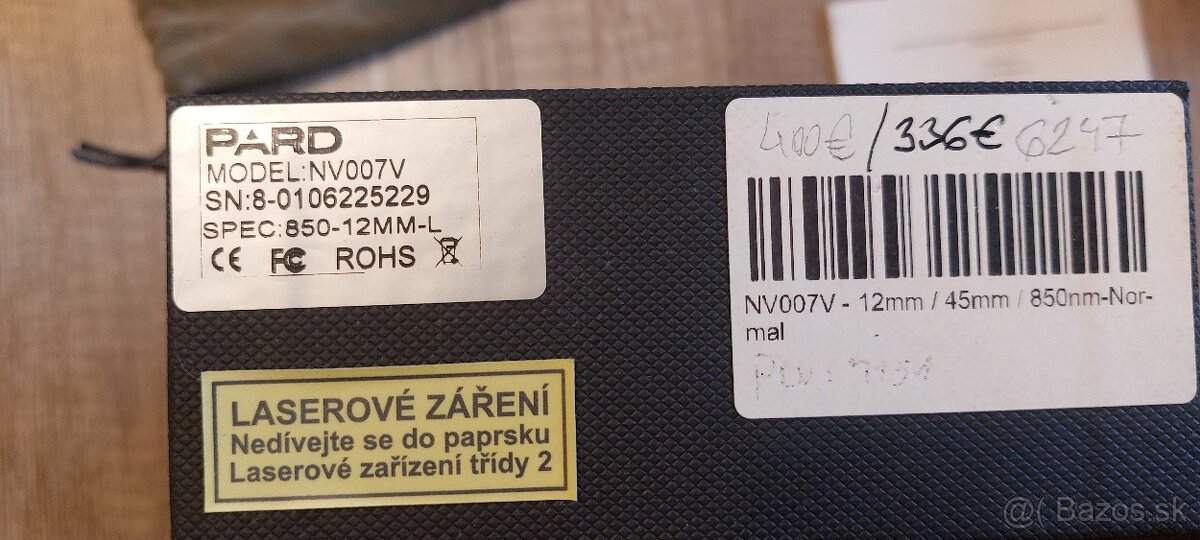 PARD
MODEL:NV007V
SN:8-0106225229
SPEC:850-12MM-L
CE FC ROHS
LASEROVÉ ZÁŘENÍ
Nedívejte se do paprsku
Laserové zařízení třídy 2
400€/336€ 6247
NV007V - 12mm / 45mm / 850nm-Nor-
mal
@( Bazos.sk